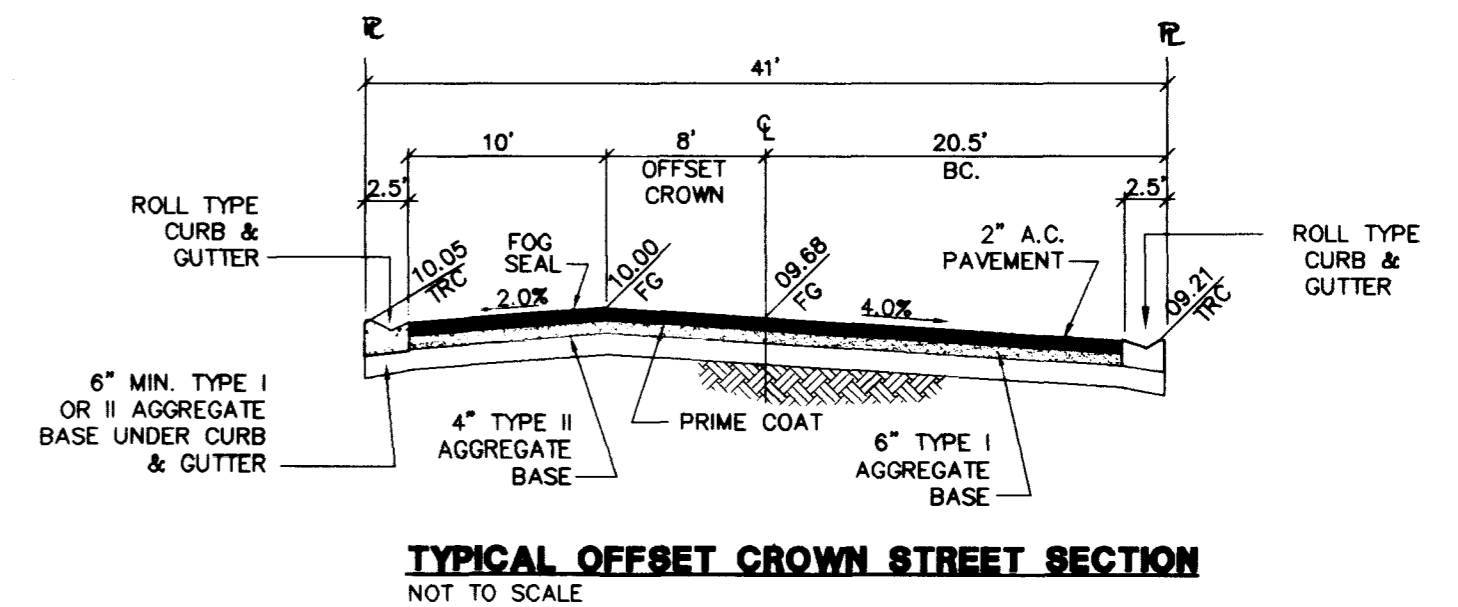 PL
PL
41'
CL
10'
8'
20.5'
OFFSET
CROWN
BC.
2.5'
2.5'
ROLL TYPE
CURB &
GUTTER
ROLL TYPE
CURB &
GUTTER
FOG
SEAL
2" A.C.
PAVEMENT
10.05
TRC
10.00
FG
09.68
FG
09.21
TRC
2.0%
4.0%
6" MIN. TYPE I
OR II AGGREGATE
BASE UNDER CURB
& GUTTER
4" TYPE II
AGGREGATE
BASE
PRIME COAT
6" TYPE I
AGGREGATE
BASE
TYPICAL OFFSET CROWN STREET SECTION
NOT TO SCALE